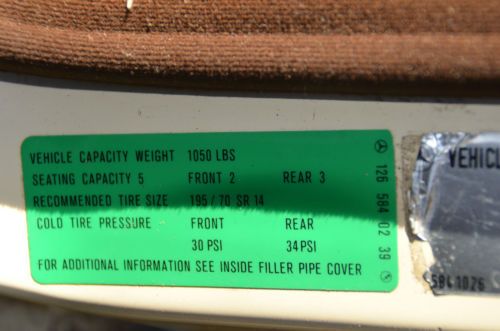 VEHICLE CAPACITY WEIGHT 1050 LBS
SEATING CAPACITY 5 FRONT 2 REAR 3
RECOMMENDED TIRE SIZE 195/70 SR 14
COLD TIRE PRESSURE FRONT REAR
30 PSI 34 PSI
FOR ADDITIONAL INFORMATION SEE INSIDE FILLER PIPE COVER
126 584 02 39
VEHICL